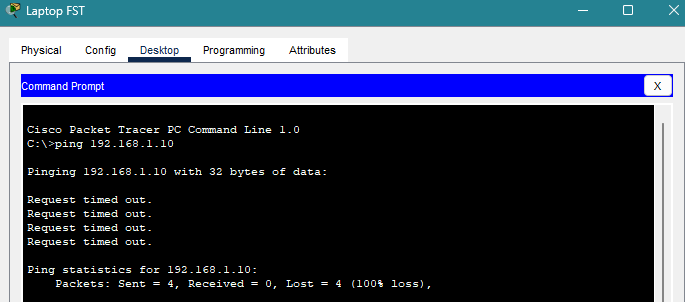 Laptop FST
Physical Config Desktop Programming Attributes
Command Prompt
X
Cisco Packet Tracer PC Command Line 1.0
C:\>ping 192.168.1.10
Pinging 192.168.1.10 with 32 bytes of data:
Request timed out.
Request timed out.
Request timed out.
Request timed out.
Ping statistics for 192.168.1.10:
Packets: Sent = 4, Received = 0, Lost = 4 (100% loss),